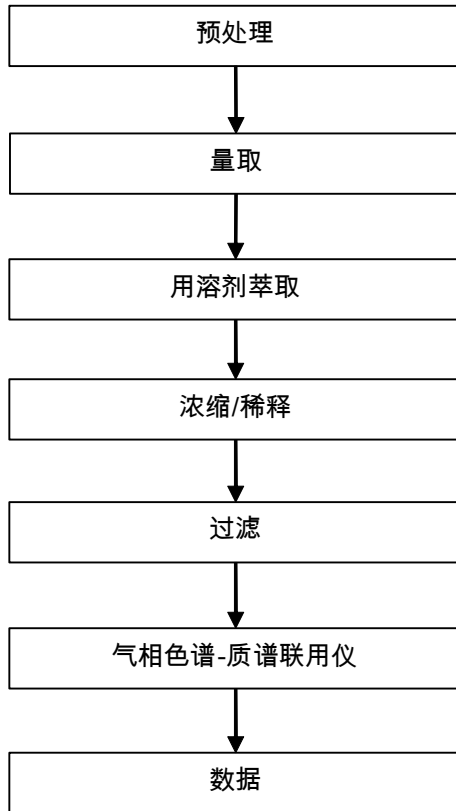 预处理
量取
用溶剂萃取
浓缩/稀释
过滤
气相色谱-质谱联用仪
数据